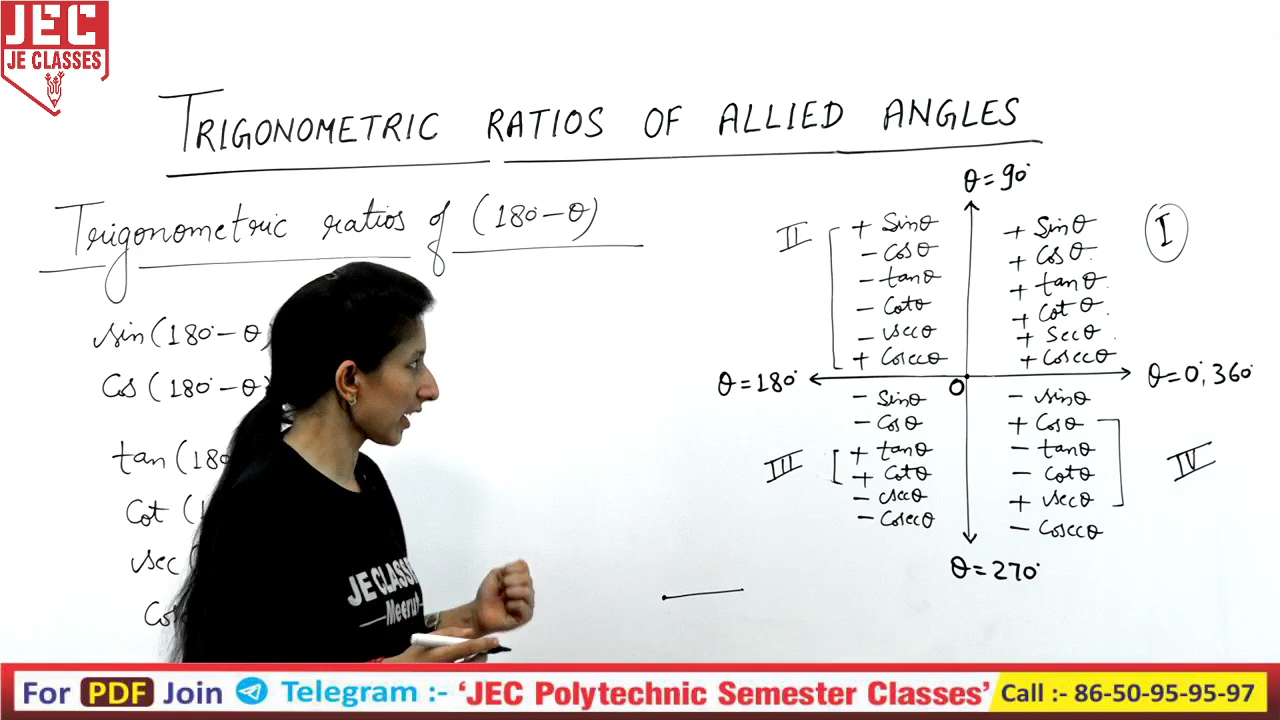 JEC
JE CLASSES
TRIGONOMETRIC RATIOS OF ALLIED ANGLES
Trigonometric ratios of (180°-θ)
sin(180°-θ)
Cos(180°-θ)
tan(180
Cot (1
sec (
Co
θ=90°
II
+ Sinθ
- Cosθ
- tanθ
- Cotθ
- secθ
+ Cosecθ
I
+ Sinθ
+ Cosθ
+ tanθ
+ Cotθ
+ Secθ
+ Cosecθ
θ=180°
O
θ=0°,360°
III
- Sinθ
- Cosθ
+ tanθ
+ Cotθ
- secθ
- Cosecθ
- sinθ
+ Cosθ
- tanθ
- Cotθ
+ secθ
- Cosecθ
IV
θ=270°
JE CLASSES
Meerut
For PDF Join Telegram :- 'JEC Polytechnic Semester Classes' Call :- 86-50-95-95-97